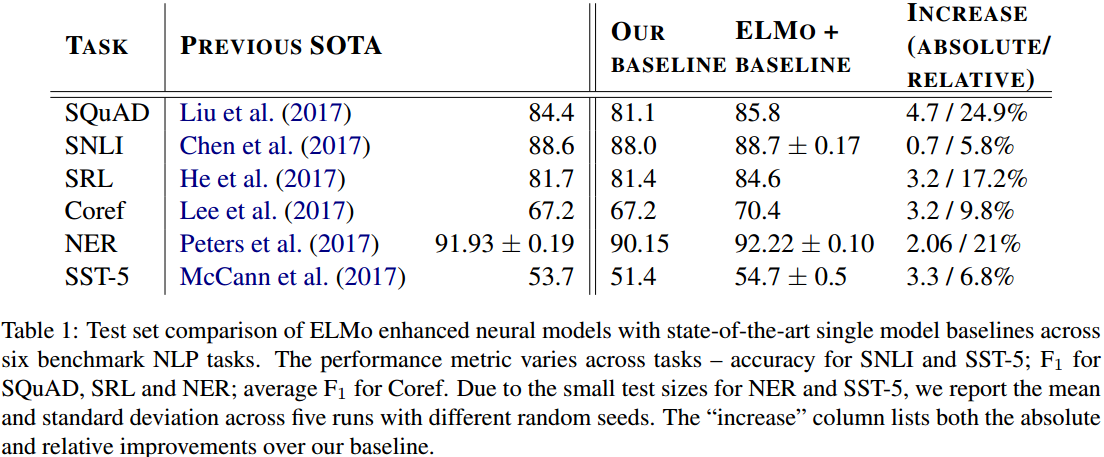 TASK PREVIOUS SOTA OUR BASELINE ELMO + BASELINE INCREASE (ABSOLUTE/ RELATIVE)
SQuAD Liu et al. (2017) 84.4 81.1 85.8 4.7 / 24.9%
SNLI Chen et al. (2017) 88.6 88.0 88.7 ± 0.17 0.7 / 5.8%
SRL He et al. (2017) 81.7 81.4 84.6 3.2 / 17.2%
Coref Lee et al. (2017) 67.2 67.2 70.4 3.2 / 9.8%
NER Peters et al. (2017) 91.93 ± 0.19 90.15 92.22 ± 0.10 2.06 / 21%
SST-5 McCann et al. (2017) 53.7 51.4 54.7 ± 0.5 3.3 / 6.8%
Table 1: Test set comparison of ELMo enhanced neural models with state-of-the-art single model baselines across
six benchmark NLP tasks. The performance metric varies across tasks – accuracy for SNLI and SST-5; F1 for
SQuAD, SRL and NER; average F1 for Coref. Due to the small test sizes for NER and SST-5, we report the mean
and standard deviation across five runs with different random seeds. The “increase” column lists both the absolute
and relative improvements over our baseline.